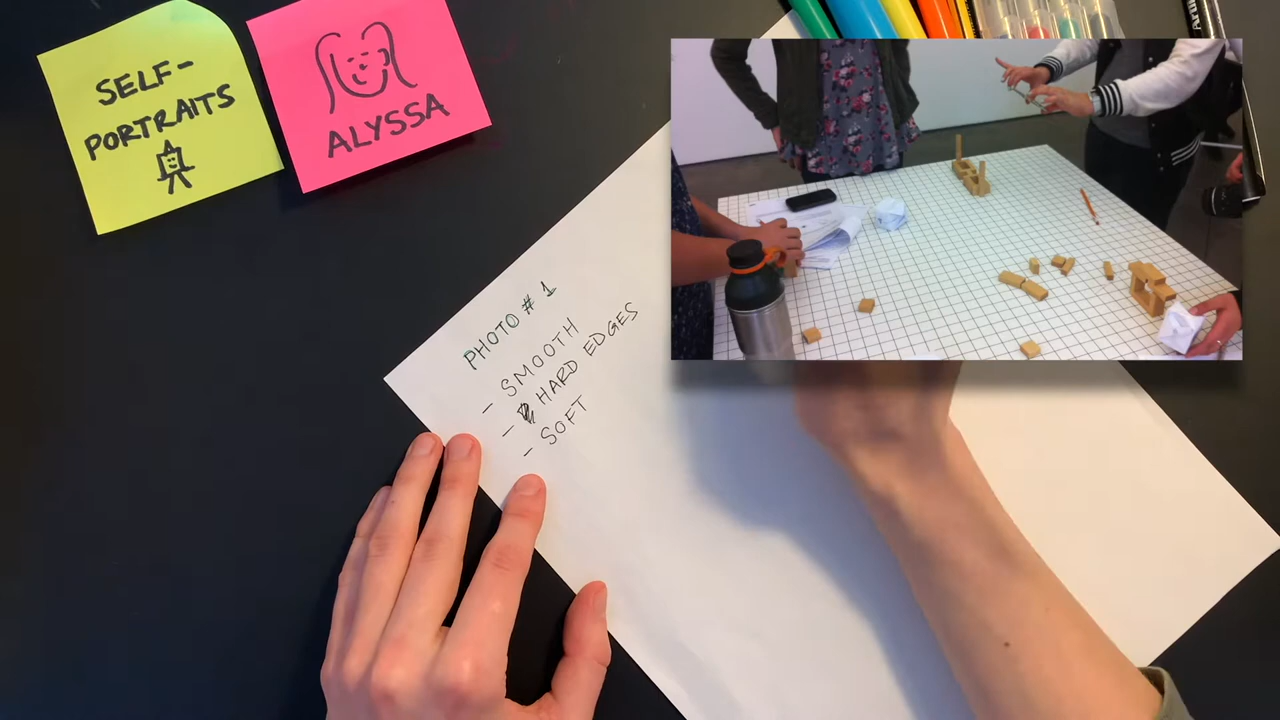 SELF-
PORTRAITS
ALYSSA
PHOTO # 1
- SMOOTH
- HARD EDGES
- SOFT